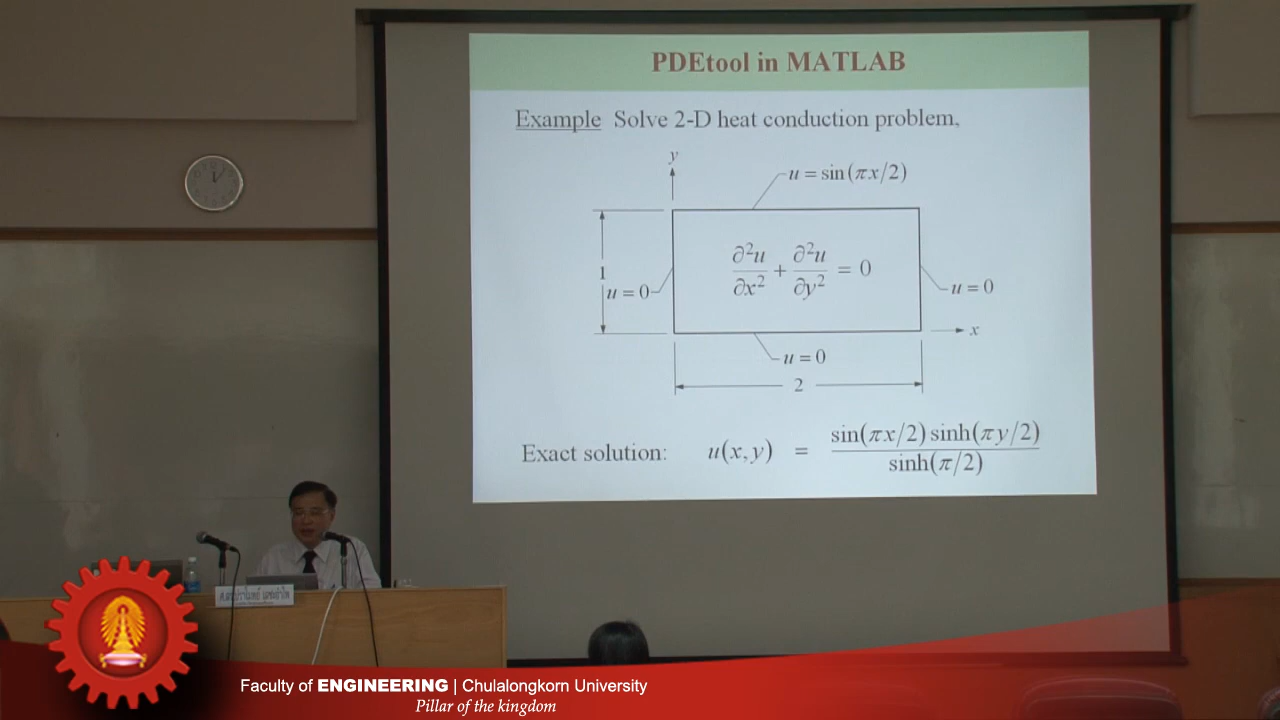 PDEtool in MATLAB
Example Solve 2-D heat conduction problem,
y
u = sin(πx/2)
1
∂²u/∂x² + ∂²u/∂y² = 0
u = 0
u = 0
x
u = 0
2
Exact solution: u(x, y) = sin(πx/2) sinh(πy/2) / sinh(π/2)
Faculty of ENGINEERING | Chulalongkorn University
Pillar of the kingdom